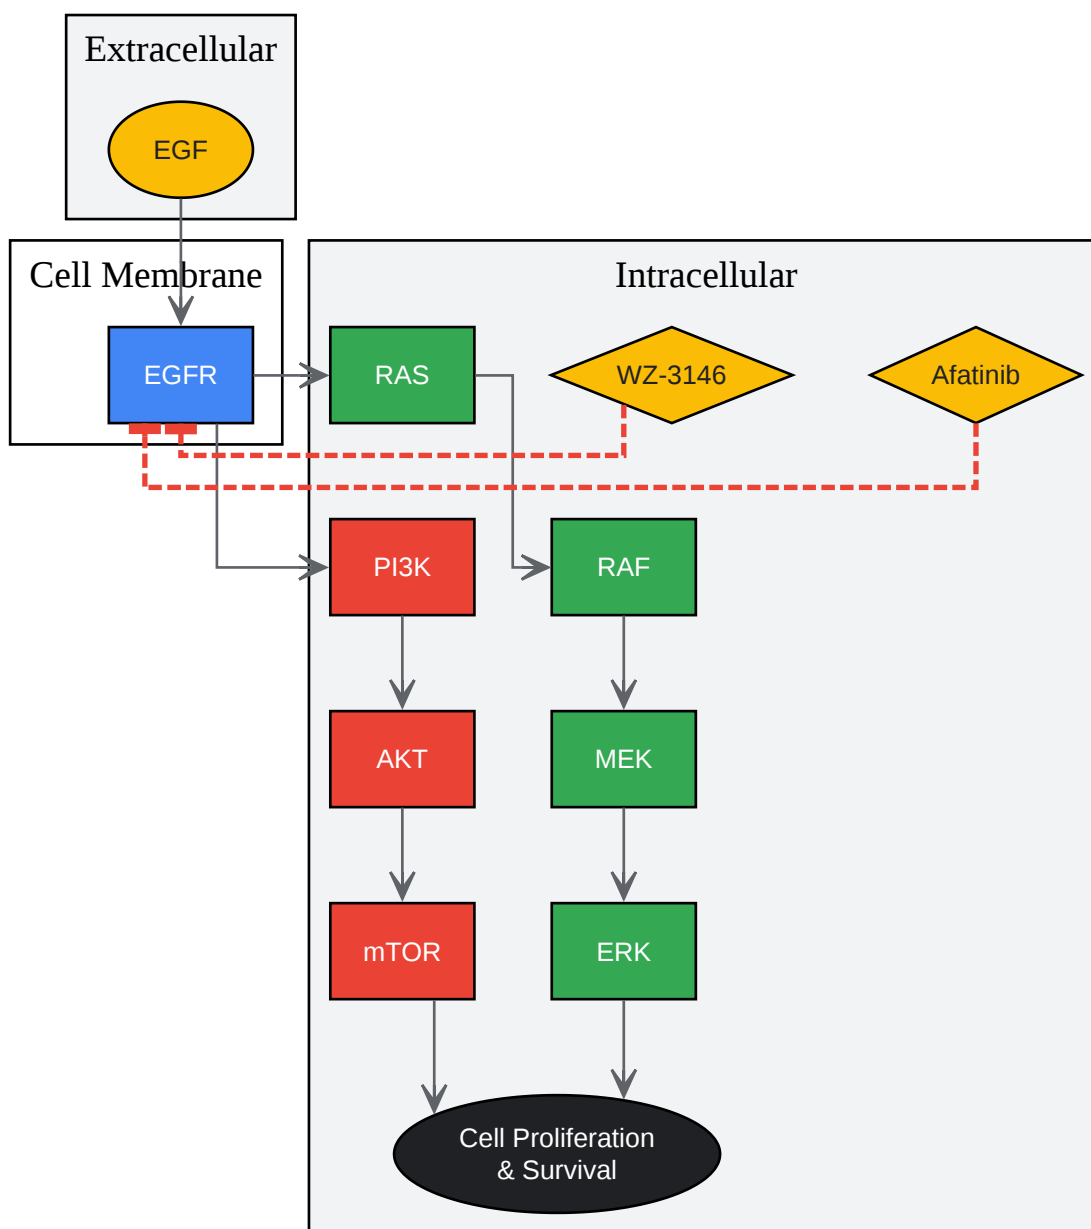 Extracellular
EGF
Cell Membrane
Intracellular
EGFR
RAS
WZ-3146
Afatinib
PI3K
RAF
AKT
MEK
mTOR
ERK
Cell Proliferation
& Survival